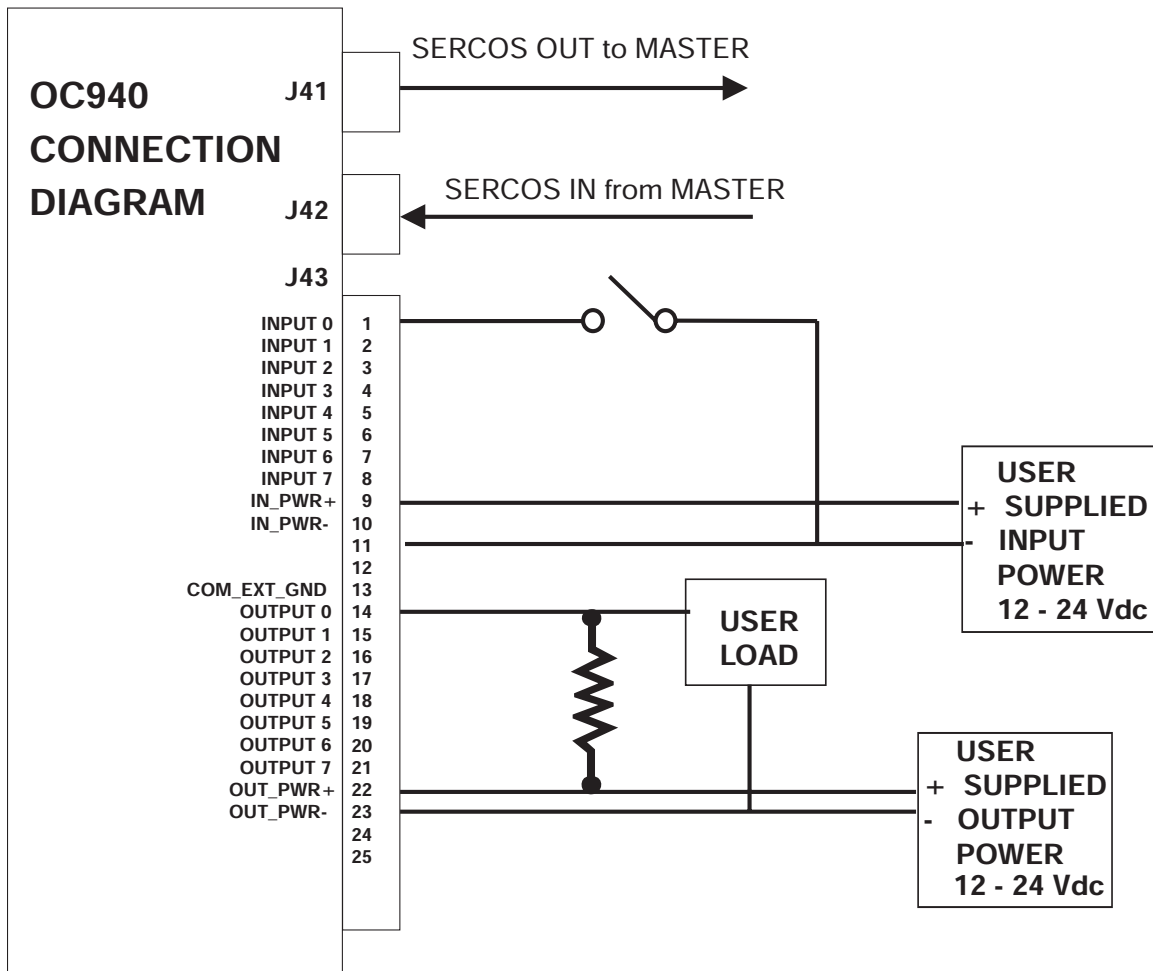 OC940
CONNECTION
DIAGRAM
J41
SERCOS OUT to MASTER
J42
SERCOS IN from MASTER
J43
INPUT 0 1
INPUT 1 2
INPUT 2 3
INPUT 3 4
INPUT 4 5
INPUT 5 6
INPUT 6 7
INPUT 7 8
IN_PWR+ 9
IN_PWR- 10
11
12
COM_EXT_GND 13
OUTPUT 0 14
OUTPUT 1 15
OUTPUT 2 16
OUTPUT 3 17
OUTPUT 4 18
OUTPUT 5 19
OUTPUT 6 20
OUTPUT 7 21
OUT_PWR+ 22
OUT_PWR- 23
24
25
USER
+ SUPPLIED
- INPUT
POWER
12 - 24 Vdc
USER
LOAD
USER
+ SUPPLIED
- OUTPUT
POWER
12 - 24 Vdc